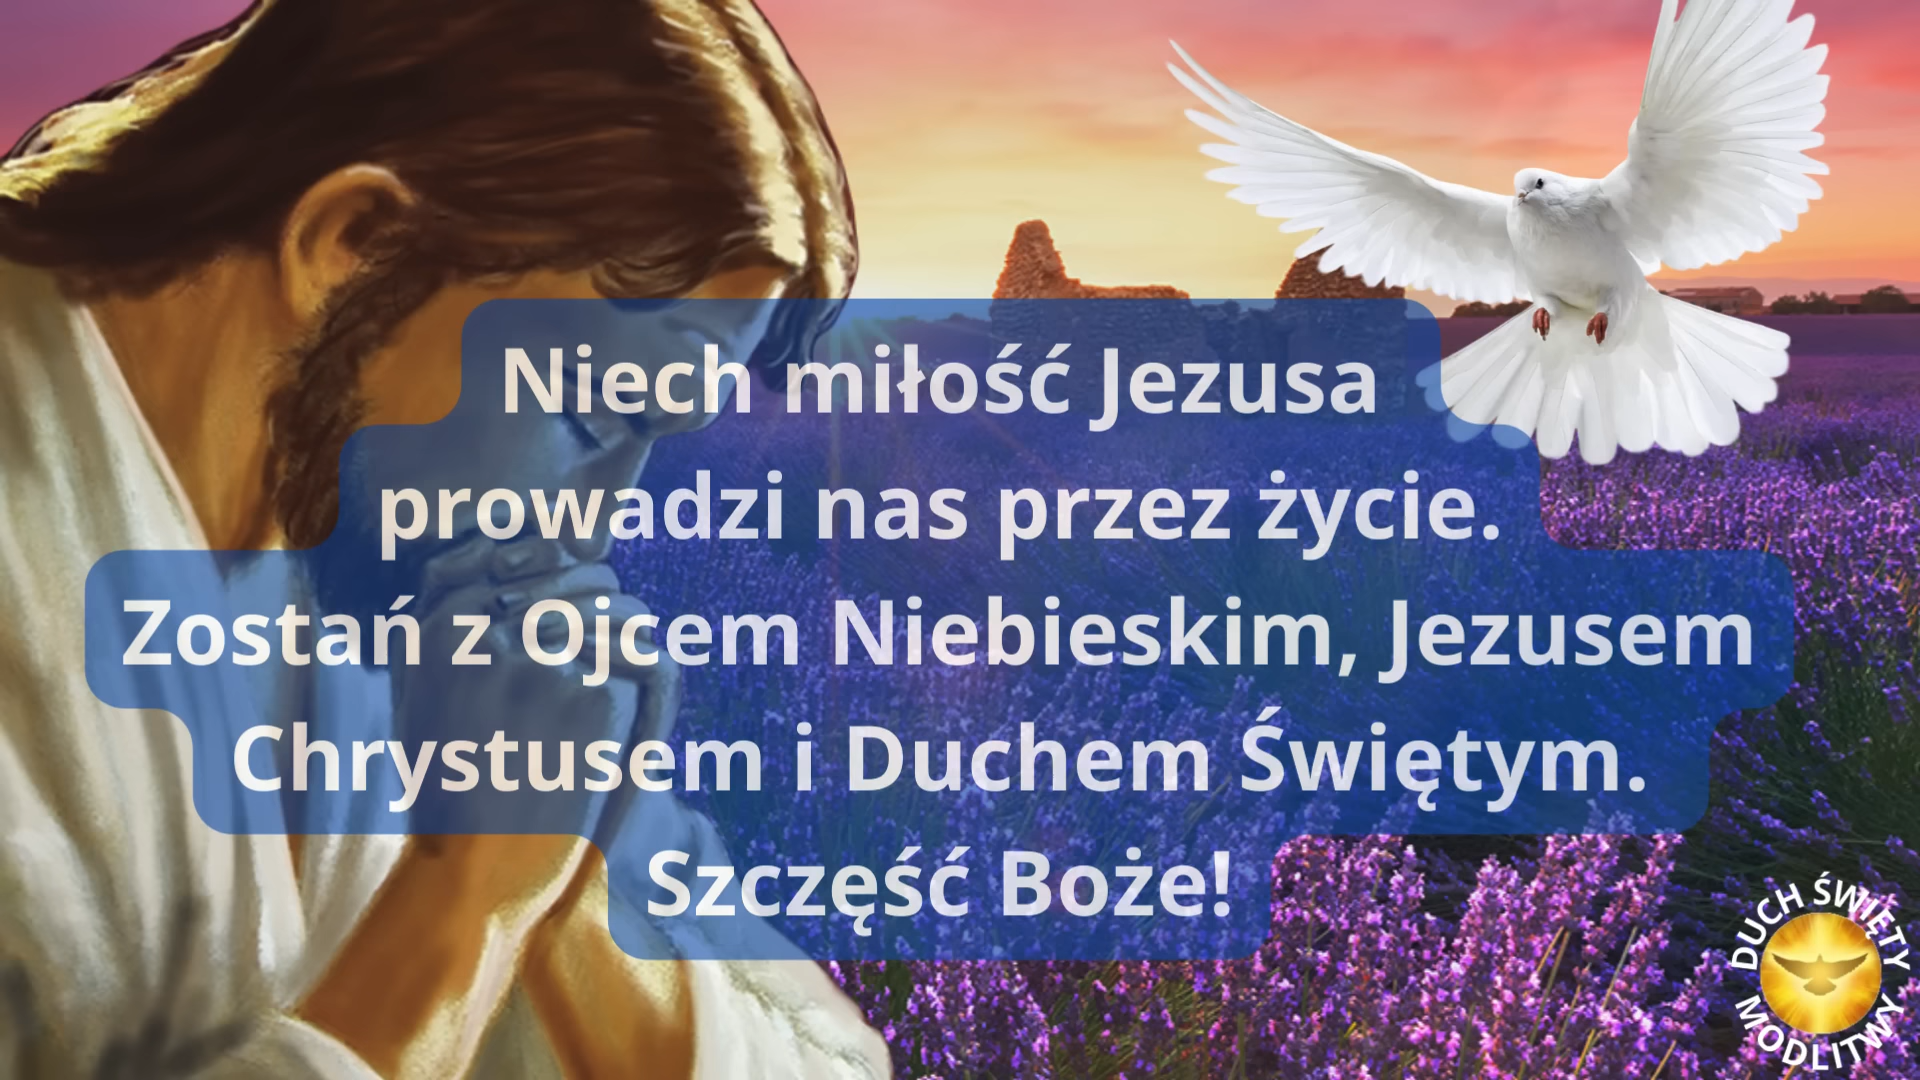 Niech miłość Jezusa
prowadzi nas przez życie.
Zostań z Ojcem Niebieskim, Jezusem
Chrystusem i Duchem Świętym.
Szczęść Boże!
DUCH ŚWIĘTY
MODLITWY